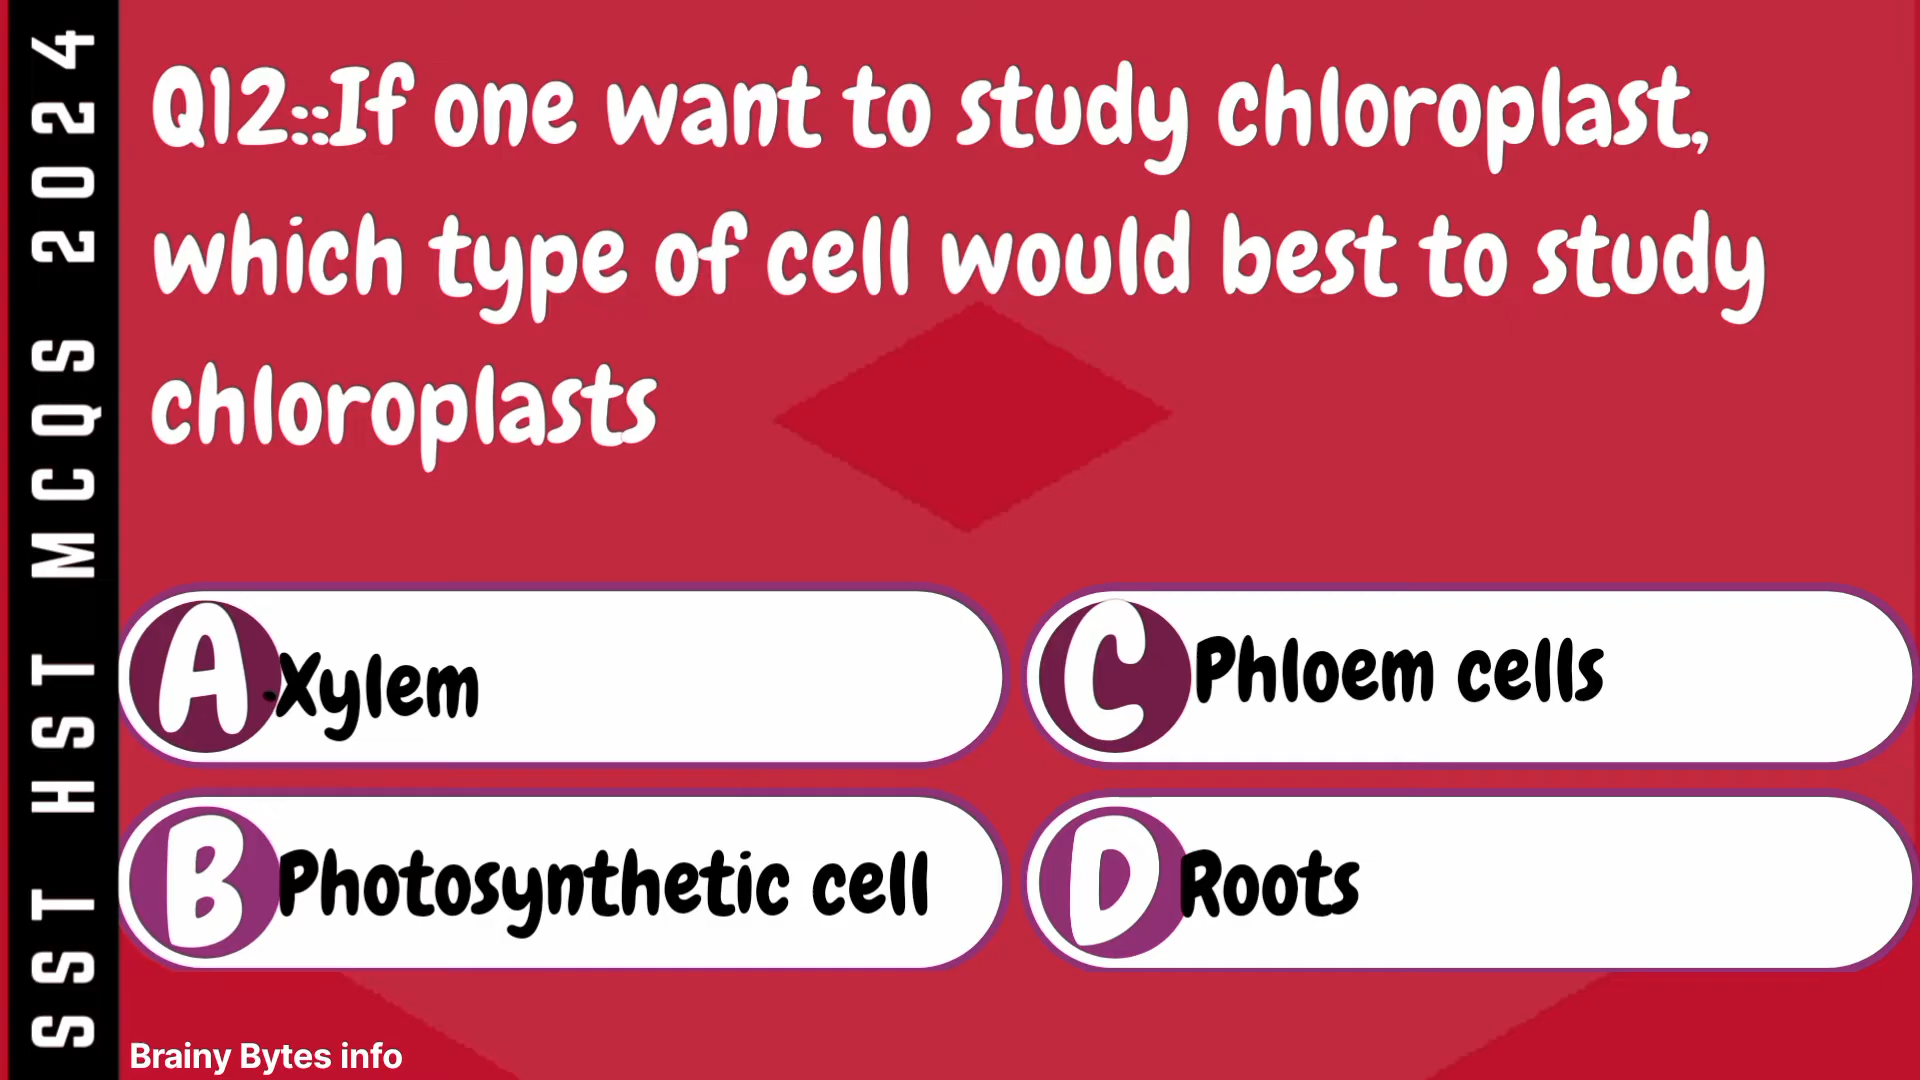 SST HST MCQS 2024
Q12::If one want to study chloroplast,
which type of cell would best to study
chloroplasts
A .Xylem
C Phloem cells
B Photosynthetic cell
D Roots
Brainy Bytes info